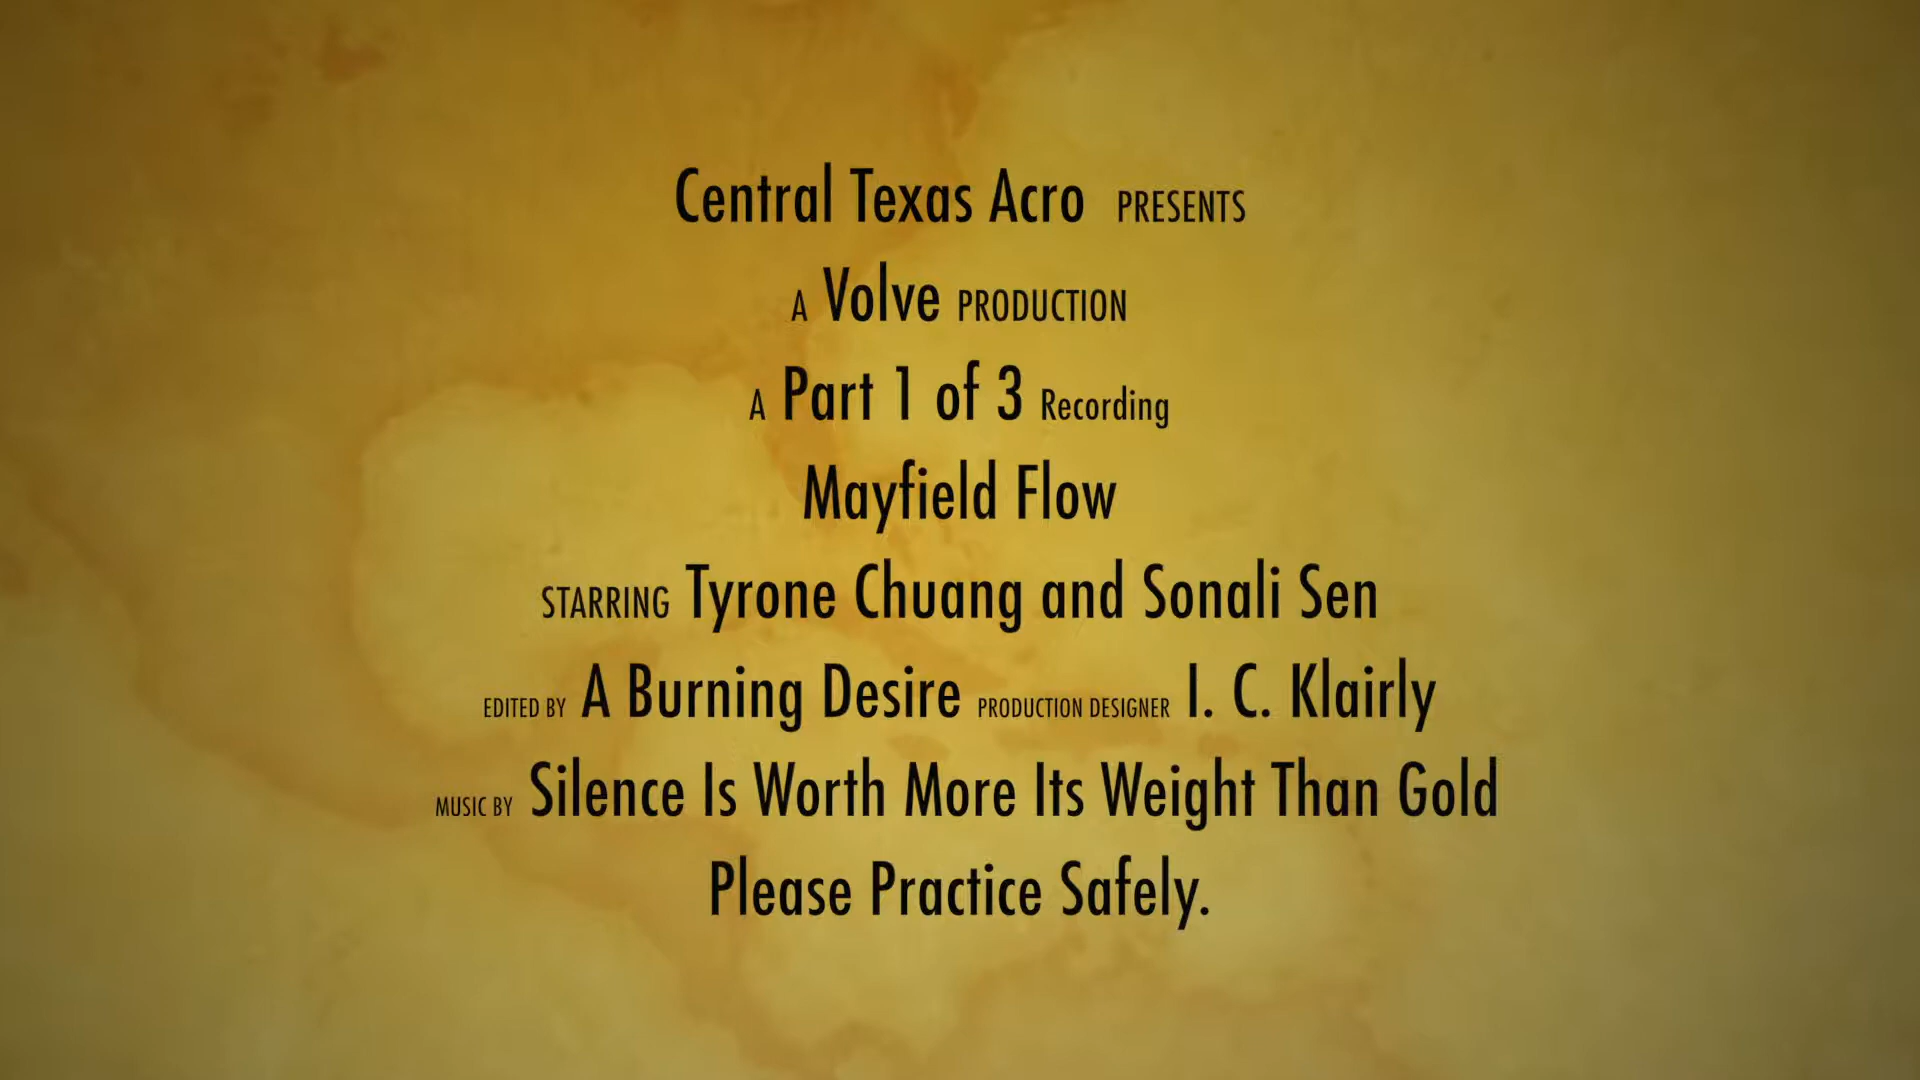 Central Texas Acro PRESENTS
A Volve PRODUCTION
A Part 1 of 3 Recording
Mayfield Flow
STARRING Tyrone Chuang and Sonali Sen
EDITED BY A Burning Desire PRODUCTION DESIGNER I. C. Klairly
MUSIC BY Silence Is Worth More Its Weight Than Gold
Please Practice Safely.